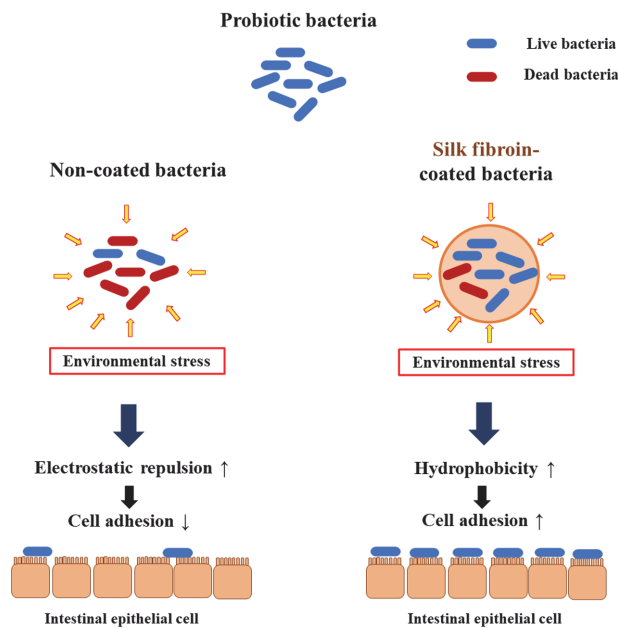 Probiotic bacteria
Live bacteria
Dead bacteria
Non-coated bacteria
Silk fibroin-
coated bacteria
Environmental stress
Environmental stress
Electrostatic repulsion ↑
Hydrophobicity ↑
Cell adhesion ↓
Cell adhesion ↑
Intestinal epithelial cell
Intestinal epithelial cell